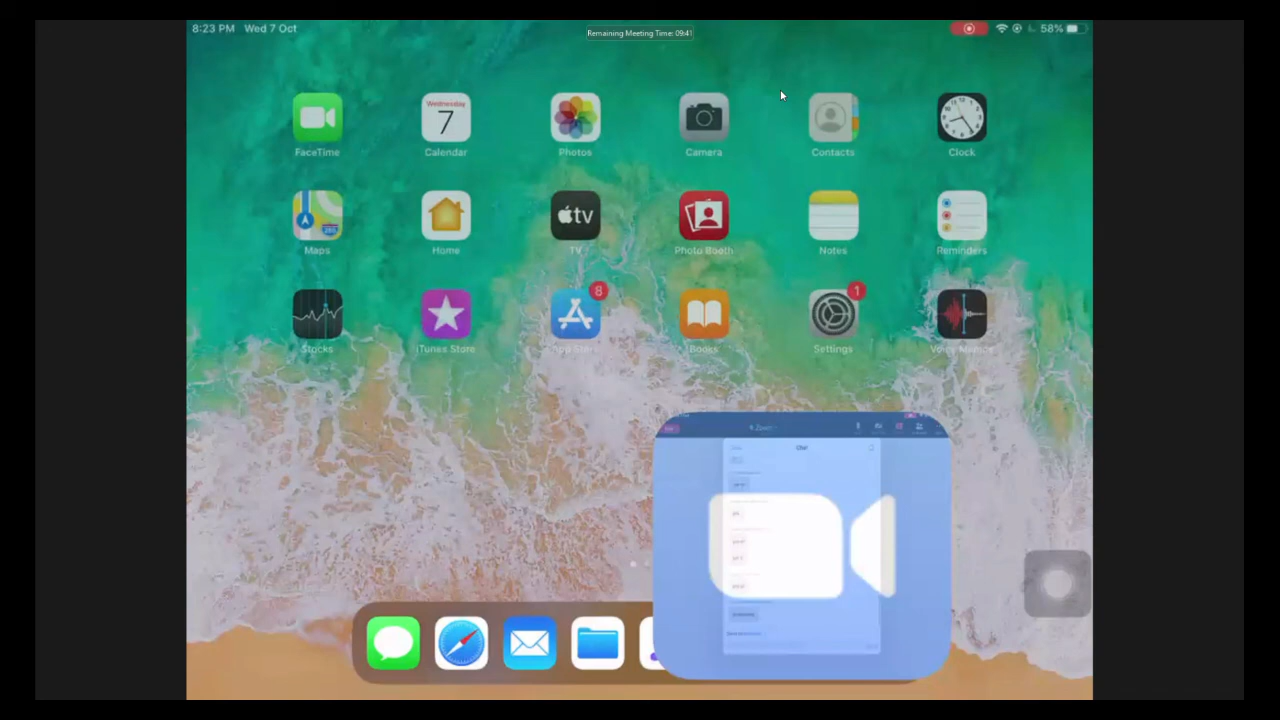 8:23 PM Wed 7 Oct
Remaining Meeting Time: 09:41
58%
Wednesday
7
FaceTime
Calendar
Photos
Camera
Contacts
Clock
tv
280
Maps
Home
TV
Photo Booth
Notes
Reminders
8
1
Stocks
iTunes Store
App Store
Books
Settings
Voice Memos
Zoom
Chat